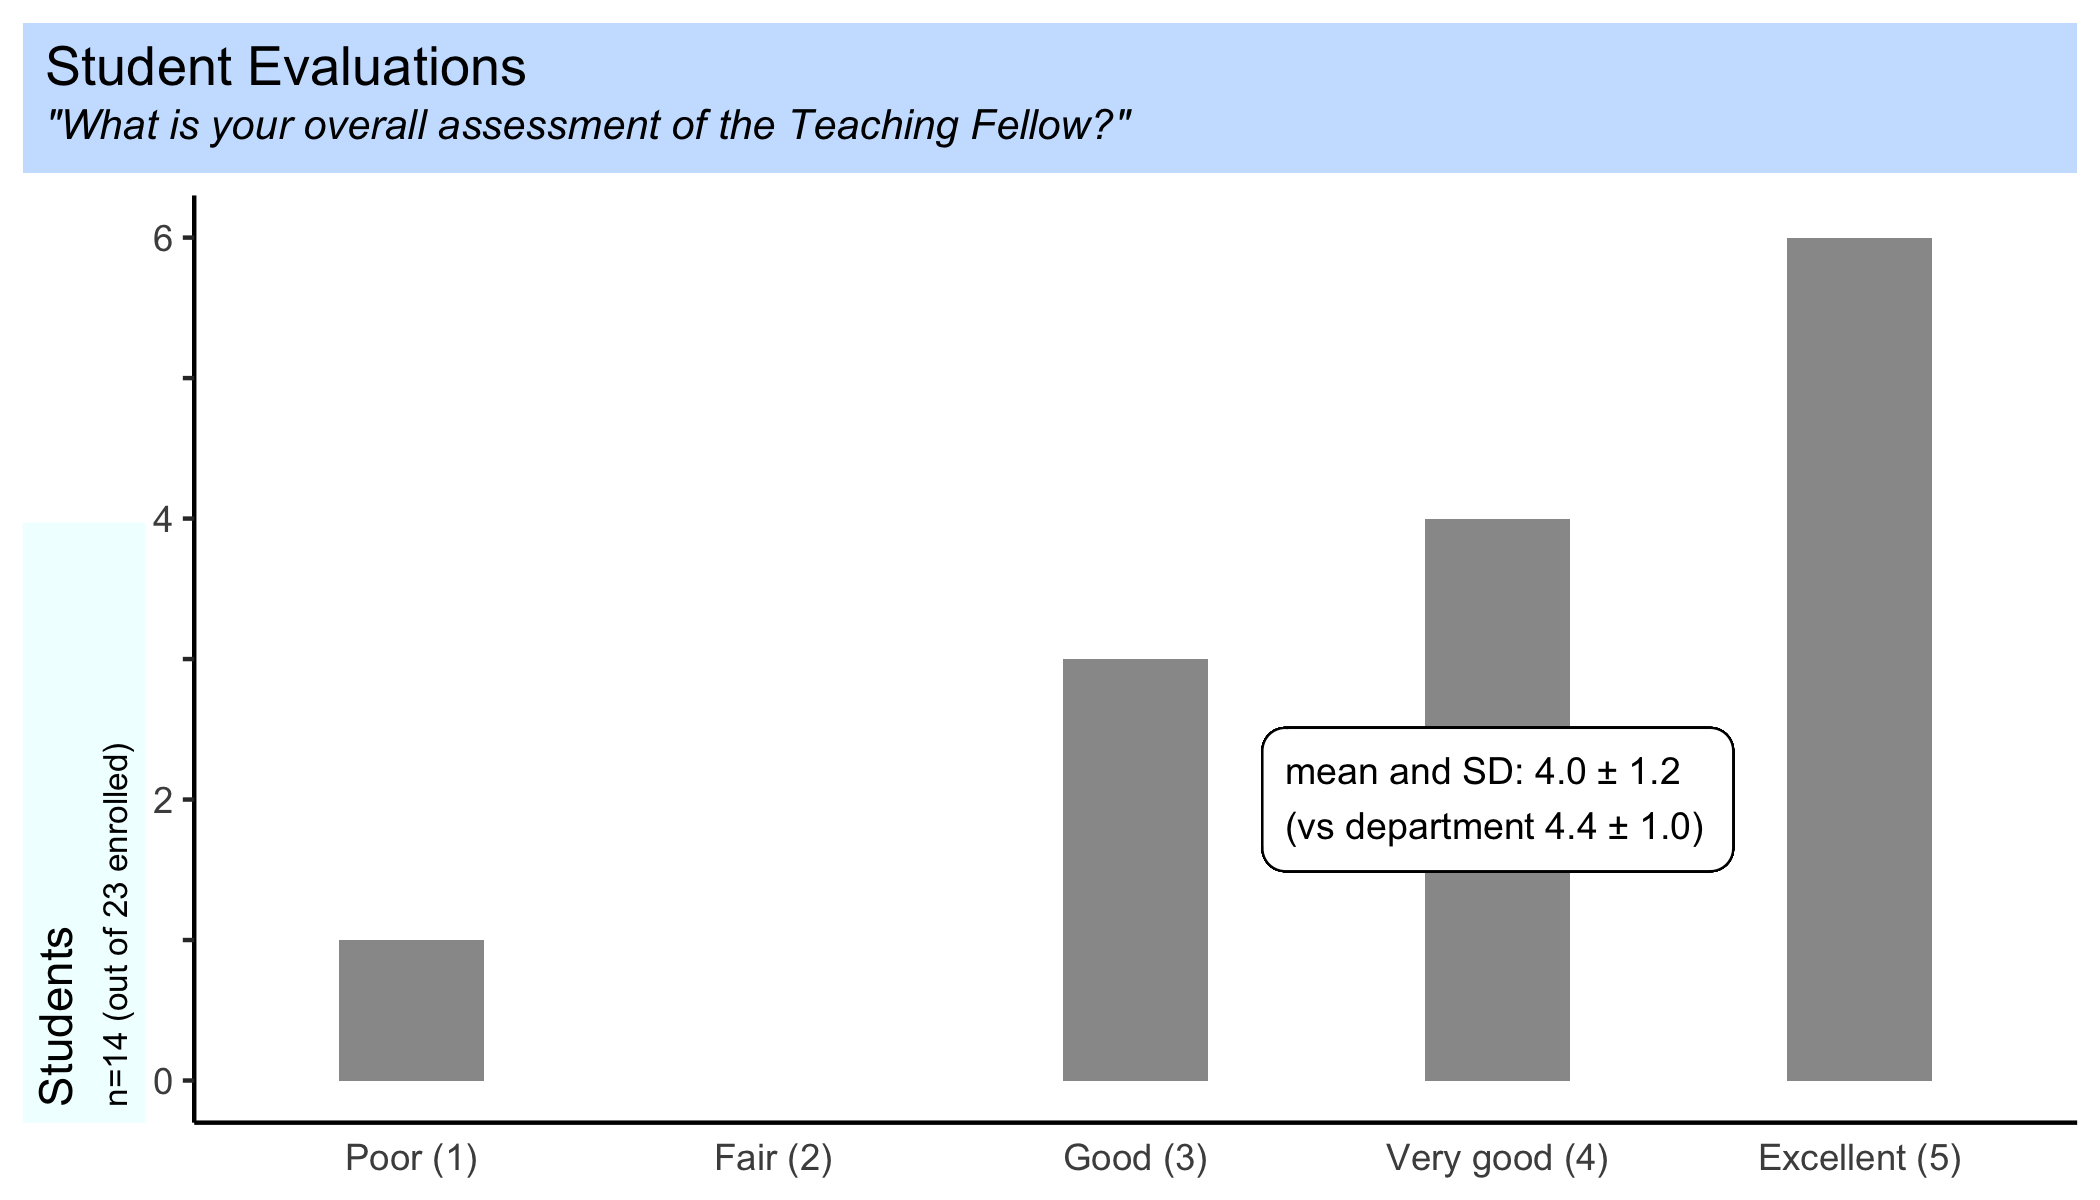 Student Evaluations
"What is your overall assessment of the Teaching Fellow?"
Students
n=14 (out of 23 enrolled)
6
4
2
0
mean and SD: 4.0 ± 1.2
(vs department 4.4 ± 1.0)
Poor (1)
Fair (2)
Good (3)
Very good (4)
Excellent (5)